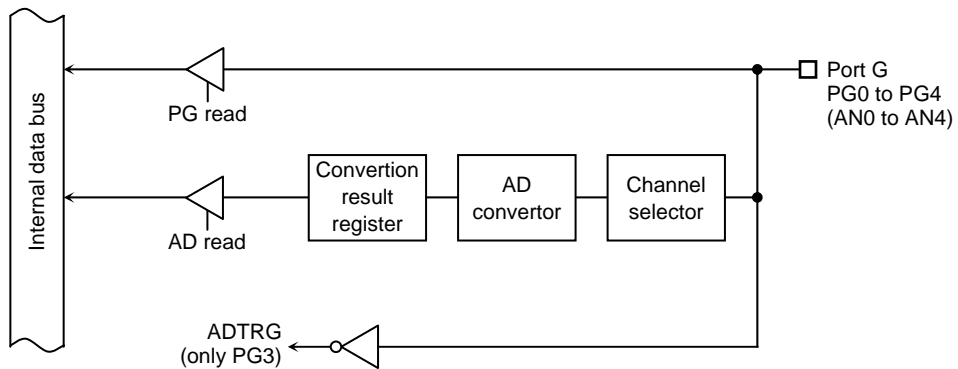 Internal data bus
PG read
Port G
PG0 to PG4
(AN0 to AN4)
AD read
Convertion
result
register
AD
convertor
Channel
selector
ADTRG
(only PG3)